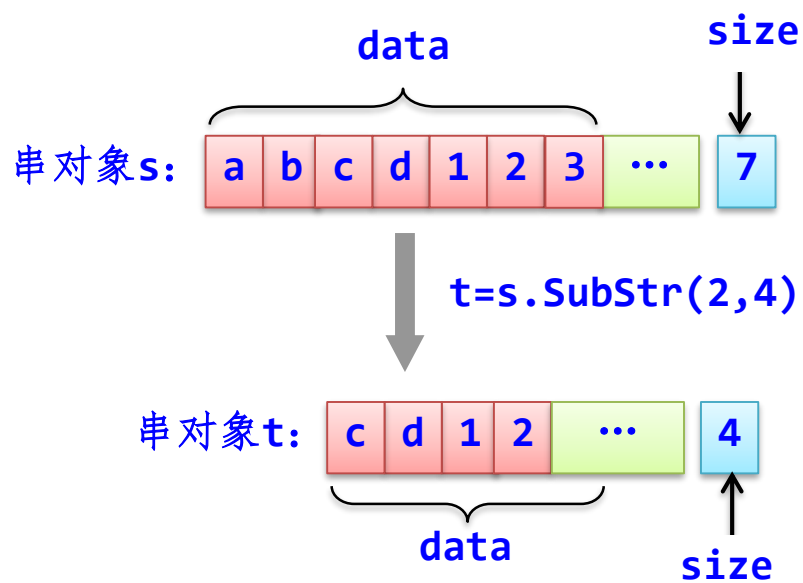 size
data
串对象s: a b c d 1 2 3 … 7
t=s.SubStr(2,4)
串对象t: c d 1 2 … 4
data
size